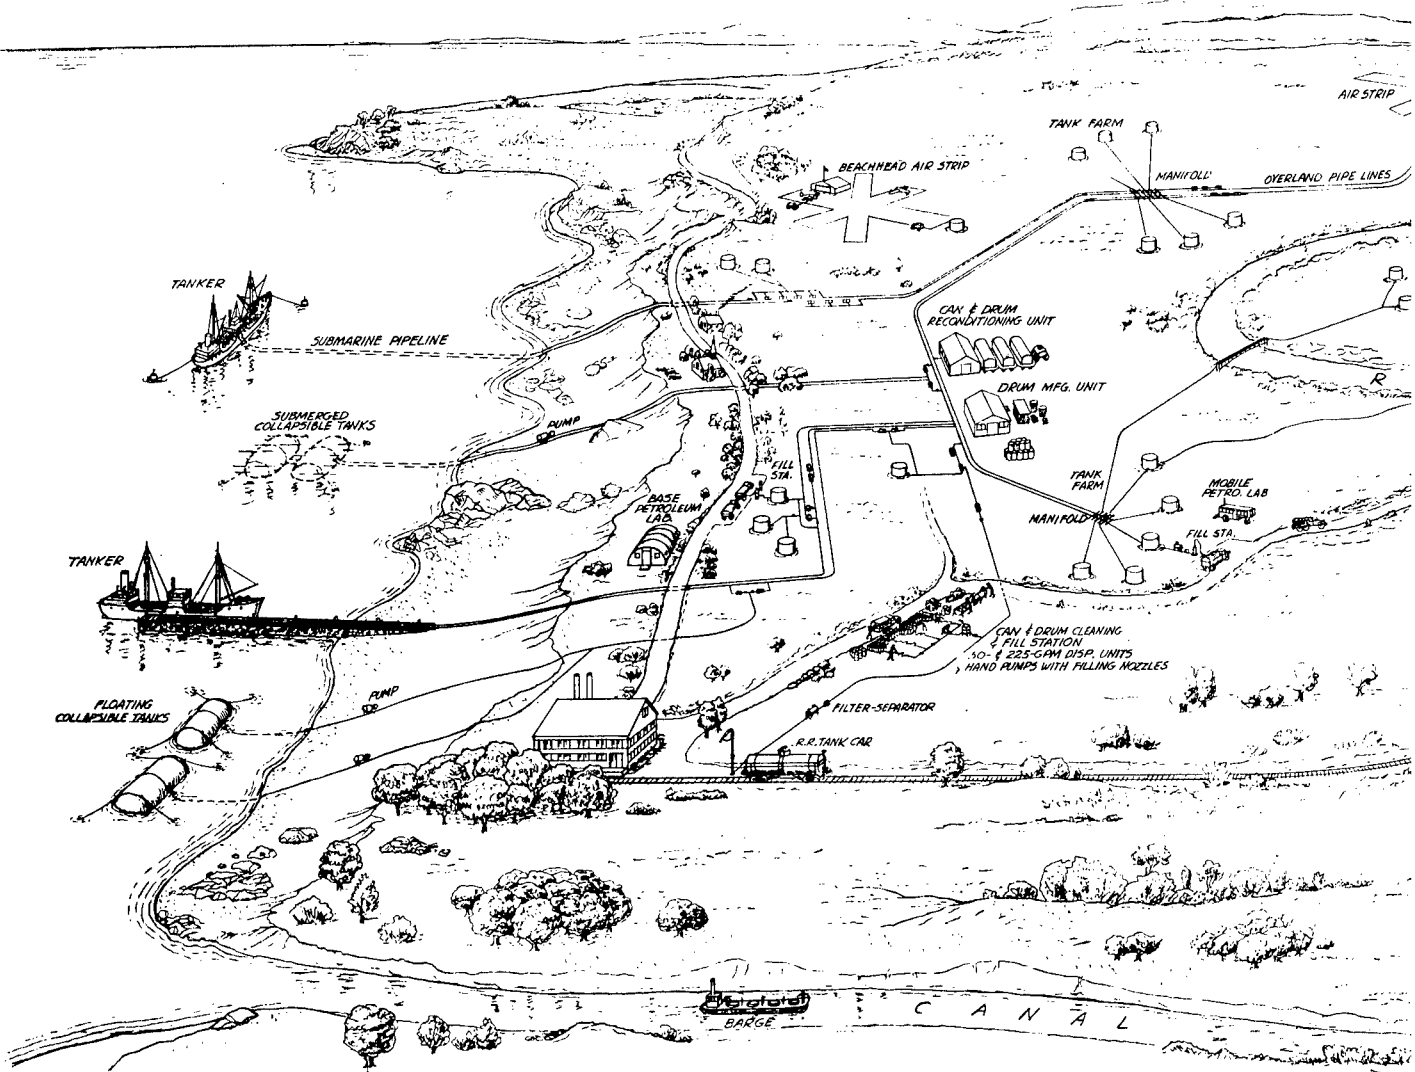 AIR STRIP
TANK FARM
BEACHHEAD AIR STRIP
MANIFOLD
OVERLAND PIPE LINES
TANKER
SUBMARINE PIPELINE
CAN & DRUM
RECONDITIONING UNIT
DRUM MFG. UNIT
R
SUBMERGED
COLLAPSIBLE TANKS
PUMP
FILL
STA.
TANK
FARM
MOBILE
PETRO. LAB
BASE
PETROLEUM
LAB.
MANIFOLD
FILL STA.
TANKER
CAN & DRUM CLEANING
& FILL STATION
50- & 225-GPM DISP. UNITS
HAND PUMPS WITH FILLING NOZZLES
FLOATING
COLLAPSIBLE TANKS
PUMP
FILTER-SEPARATOR
R.R. TANK CAR
BARGE
CANAL